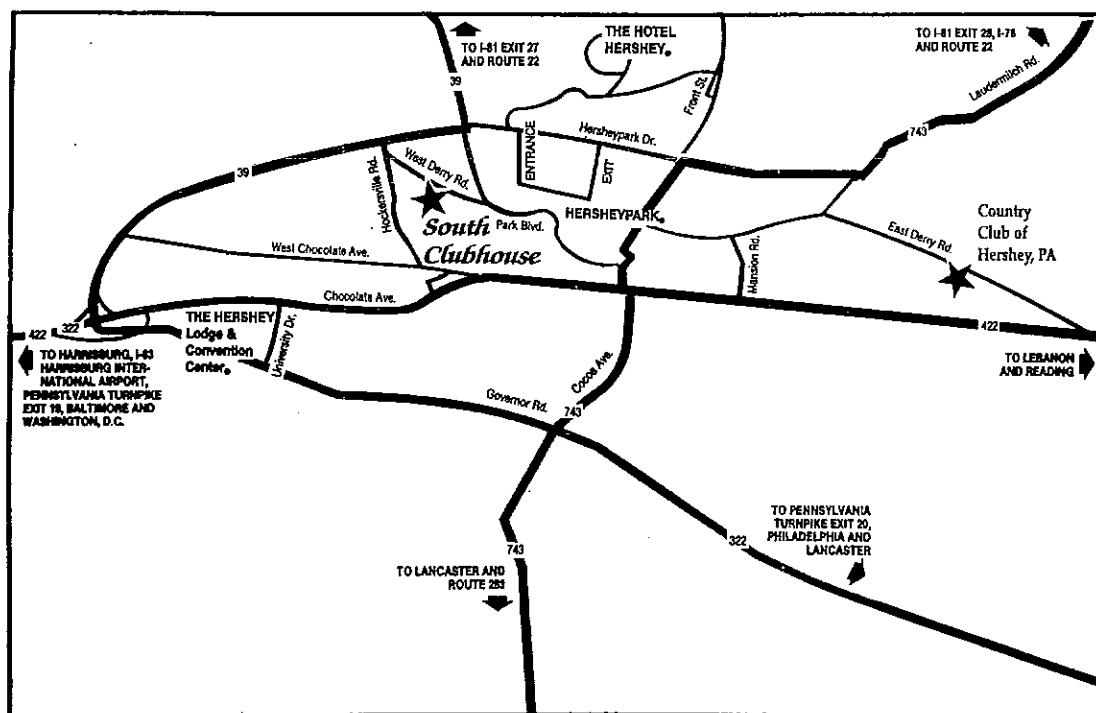 TO I-81 EXIT 27
AND ROUTE 22
THE HOTEL
HERSHEY®
TO I-81 EXIT 28, I-78
AND ROUTE 22
Laudermilch Rd.
39
Front St.
743
Hersheypark Dr.
ENTRANCE
EXIT
39
Hockersville Rd.
West Derry Rd.
HERSHEYPARK®
Park Blvd.
South
Clubhouse
Country
Club of
Hershey, PA
East Derry Rd.
Mansion Rd.
West Chocolate Ave.
Chocolate Ave.
422
322
THE HERSHEY
Lodge &
Convention
Center®
University Dr.
422
TO HARRISBURG, I-83
HARRISBURG INTER-
NATIONAL AIRPORT,
PENNSYLVANIA TURNPIKE
EXIT 19, BALTIMORE AND
WASHINGTON, D.C.
TO LEBANON
AND READING
Cocoa Ave.
Governor Rd.
743
TO PENNSYLVANIA
TURNPIKE EXIT 20,
PHILADELPHIA AND
LANCASTER
322
743
TO LANCASTER AND
ROUTE 283